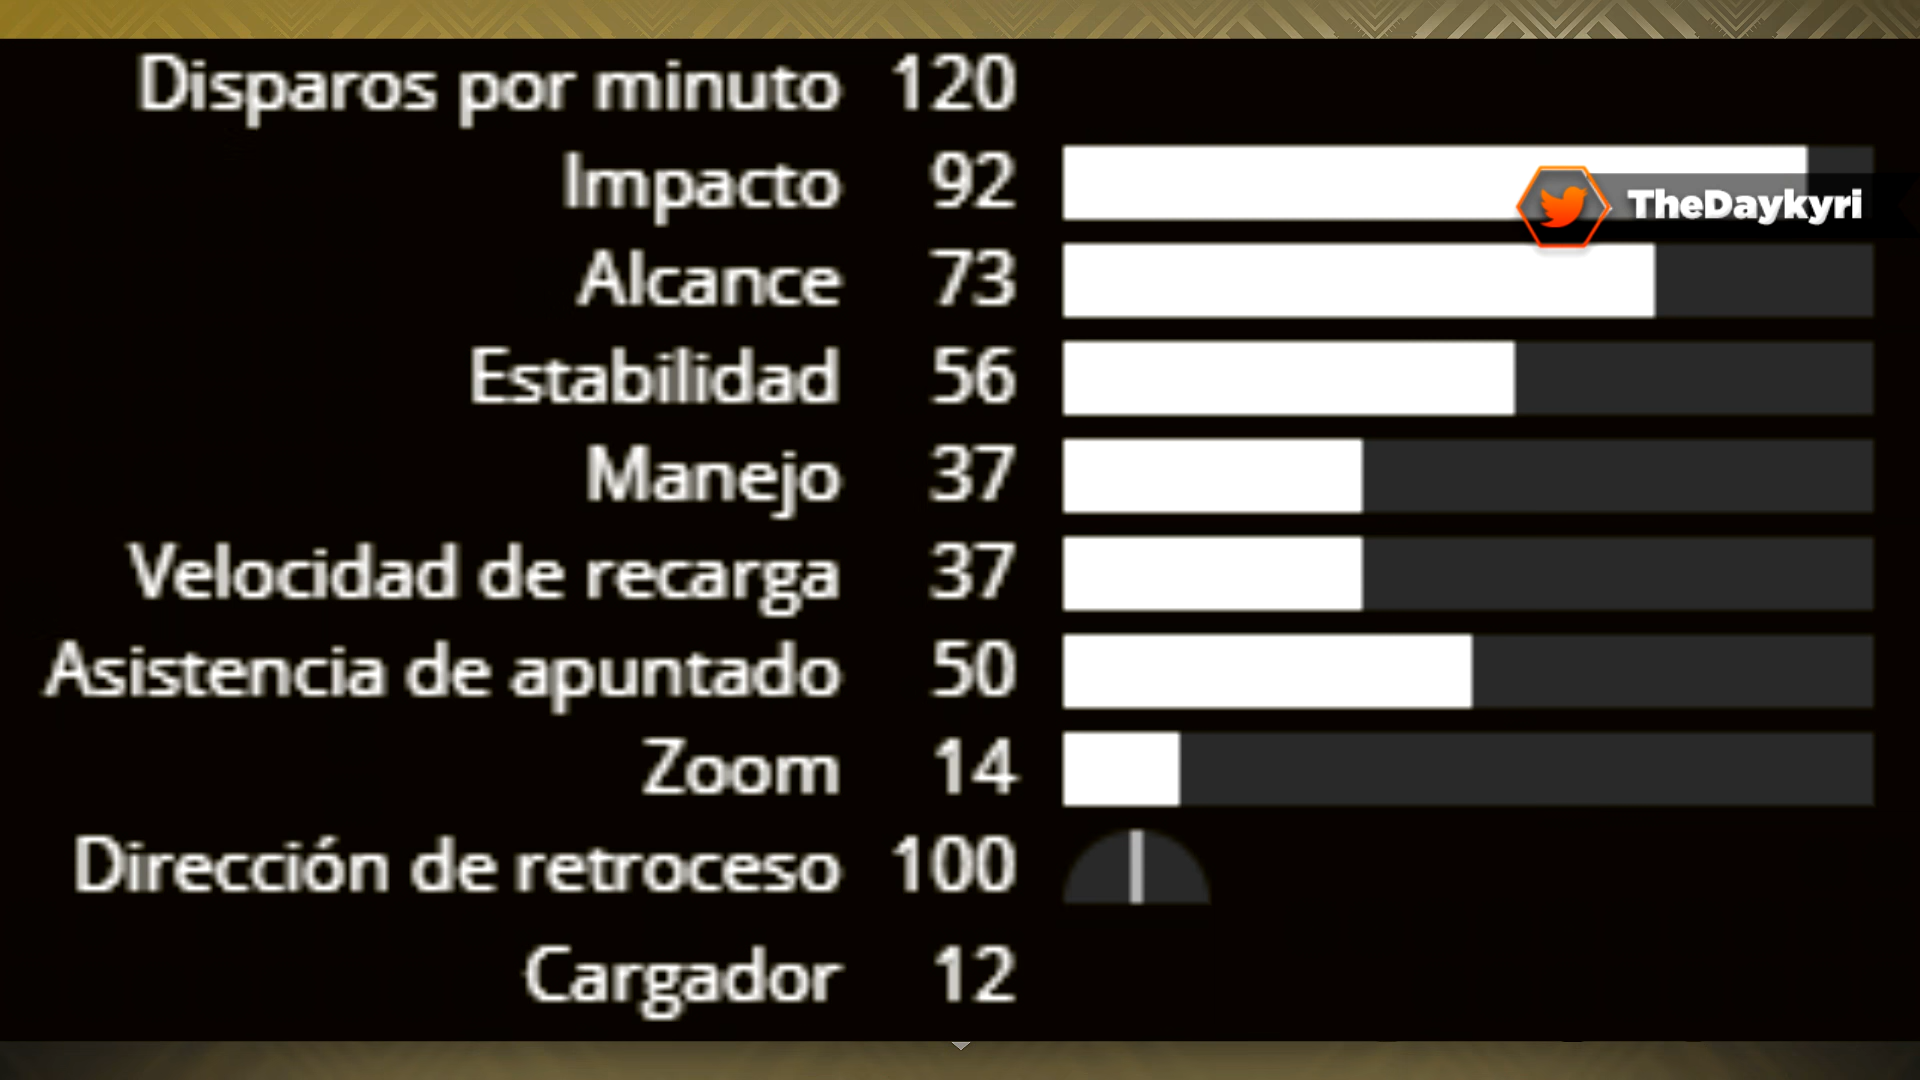 Disparos por minuto 120
Impacto 92
TheDaykyri
Alcance 73
Estabilidad 56
Manejo 37
Velocidad de recarga 37
Asistencia de apuntado 50
Zoom 14
Dirección de retroceso 100
Cargador 12